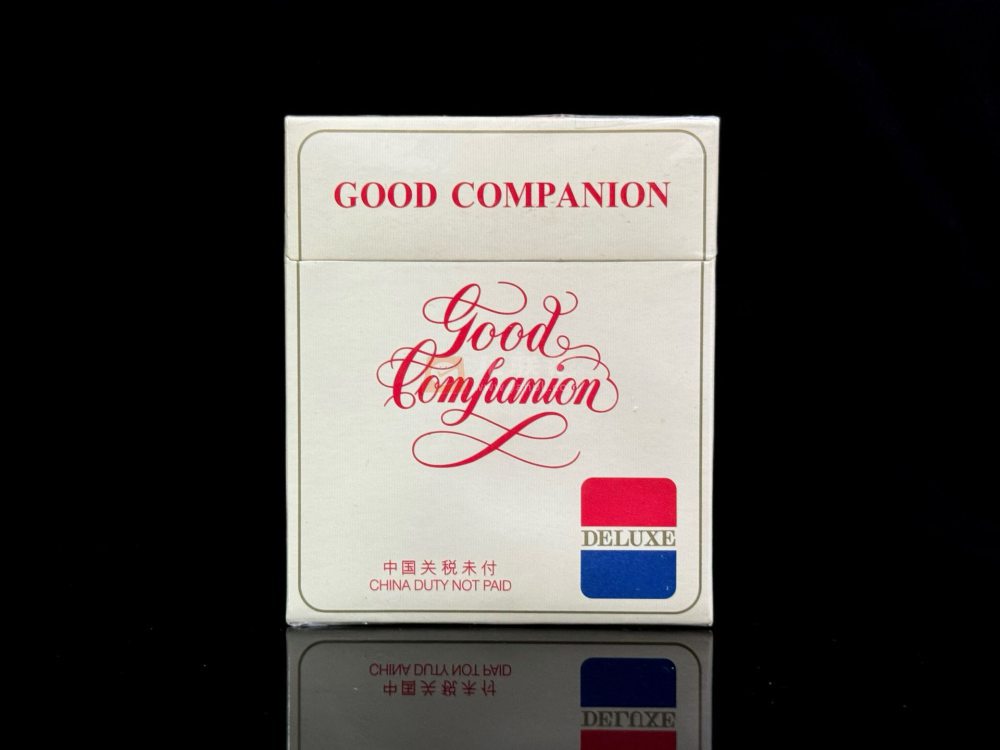 GOOD COMPANION
Good
Companion
DELUXE
中国关税未付
CHINA DUTY NOT PAID